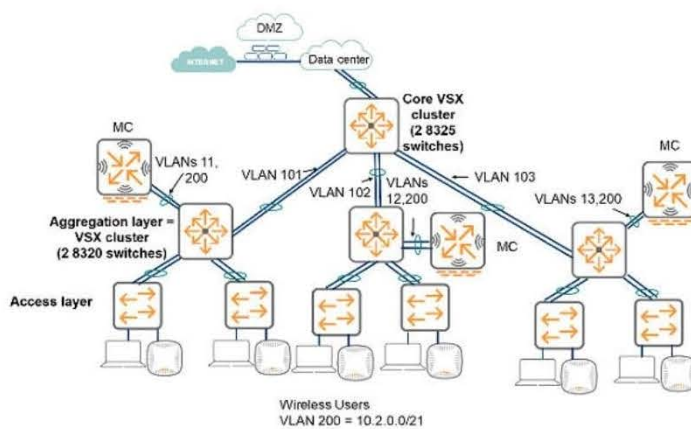 DMZ
INTERNET
Data center
Core VSX
cluster
(2 8325
switches)
MC
VLANs 11,
200
VLAN 101
VLAN 102
VLANs
12,200
VLAN 103
MC
VLANs 13,200
Aggregation layer =
VSX cluster
(2 8320 switches)
MC
Access layer
Wireless Users
VLAN 200 = 10.2.0.0/21